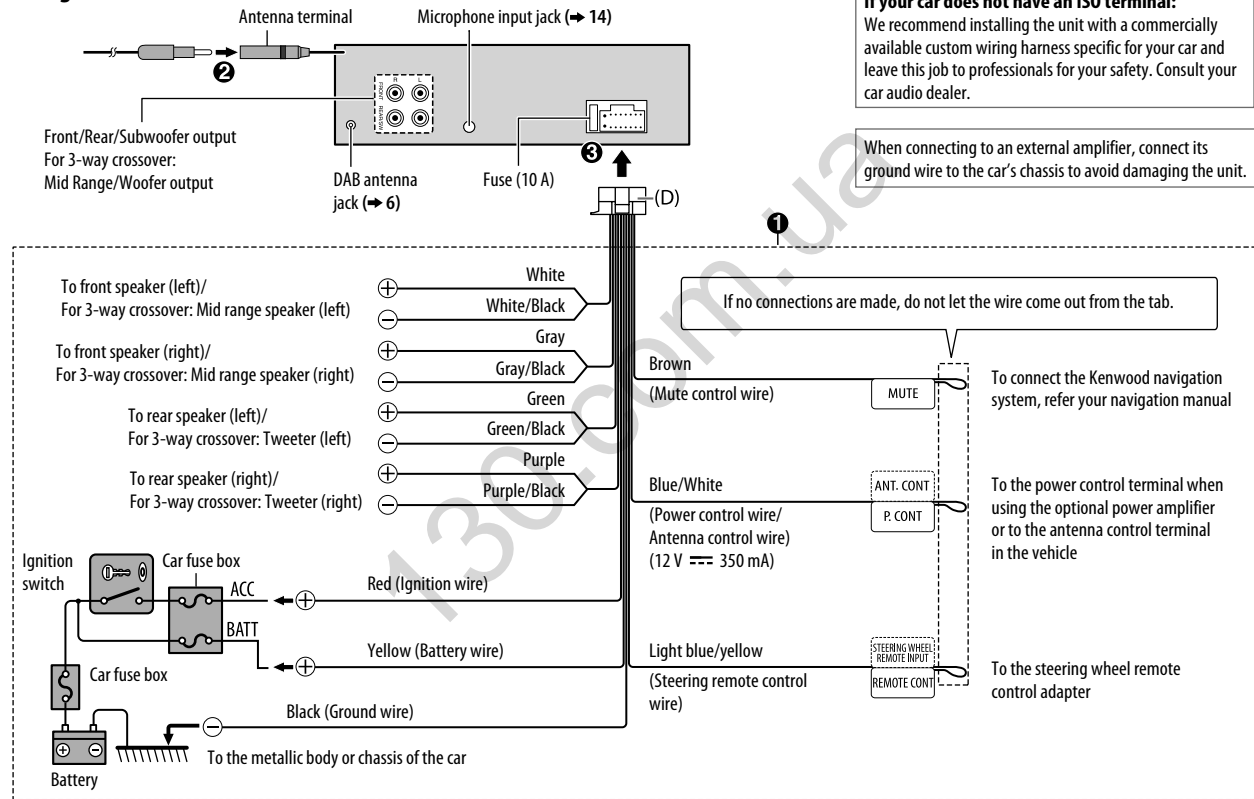 Antenna terminal
Microphone input jack (➜ 14)
If your car does not have an ISO terminal:
We recommend installing the unit with a commercially
available custom wiring harness specific for your car and
leave this job to professionals for your safety. Consult your
car audio dealer.
When connecting to an external amplifier, connect its
ground wire to the car's chassis to avoid damaging the unit.
❷
R
L
FRONT
REAR/SW
Front/Rear/Subwoofer output
For 3-way crossover:
Mid Range/Woofer output
DAB antenna
jack (➜ 6)
Fuse (10 A)
❸
(D)
❶
To front speaker (left)/
For 3-way crossover: Mid range speaker (left)
White
White/Black
To front speaker (right)/
For 3-way crossover: Mid range speaker (right)
Gray
Gray/Black
To rear speaker (left)/
For 3-way crossover: Tweeter (left)
Green
Green/Black
To rear speaker (right)/
For 3-way crossover: Tweeter (right)
Purple
Purple/Black
If no connections are made, do not let the wire come out from the tab.
Brown
(Mute control wire)
MUTE
To connect the Kenwood navigation
system, refer your navigation manual
Blue/White
(Power control wire/
Antenna control wire)
(12 V ⎓ 350 mA)
ANT. CONT
P. CONT
To the power control terminal when
using the optional power amplifier
or to the antenna control terminal
in the vehicle
Light blue/yellow
(Steering remote control
wire)
STEERING WHEEL
REMOTE INPUT
REMOTE CONT
To the steering wheel remote
control adapter
Ignition
switch
Car fuse box
ACC
BATT
Red (Ignition wire)
Yellow (Battery wire)
Car fuse box
Black (Ground wire)
To the metallic body or chassis of the car
Battery
130.com.ua